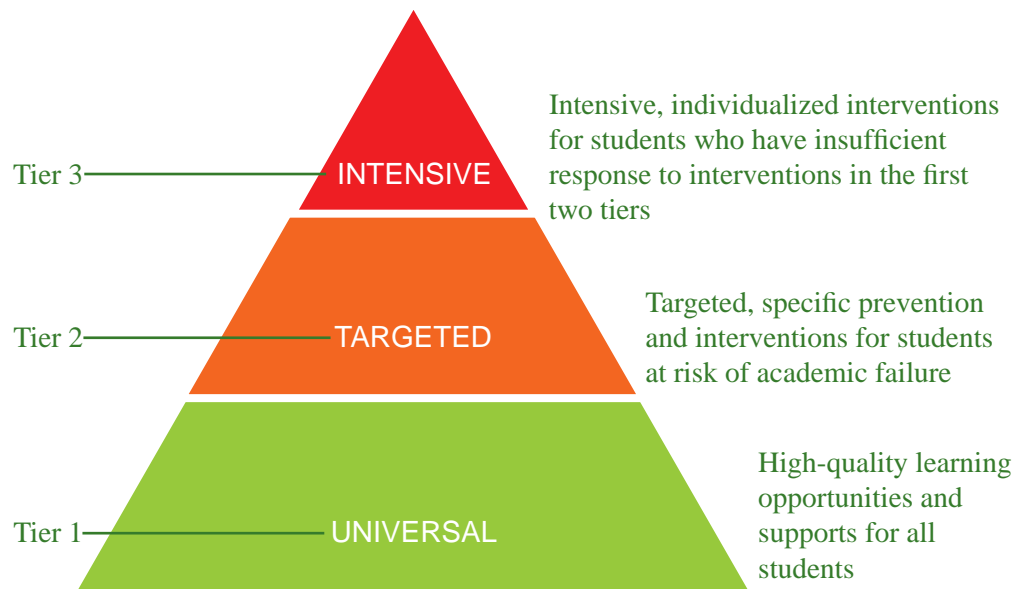 Intensive, individualized interventions
for students who have insufficient
response to interventions in the first
two tiers
Tier 3
INTENSIVE
Targeted, specific prevention
and interventions for students
at risk of academic failure
Tier 2
TARGETED
High-quality learning
opportunities and
supports for all
students
Tier 1
UNIVERSAL